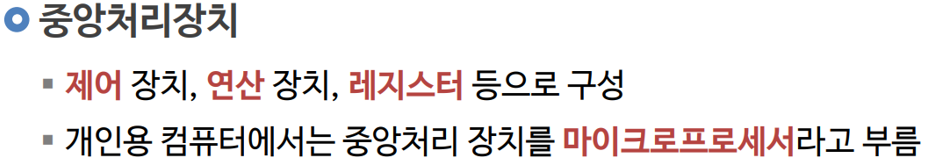 중앙처리장치
제어 장치, 연산 장치, 레지스터 등으로 구성
개인용 컴퓨터에서는 중앙처리 장치를 마이크로프로세서라고 부름